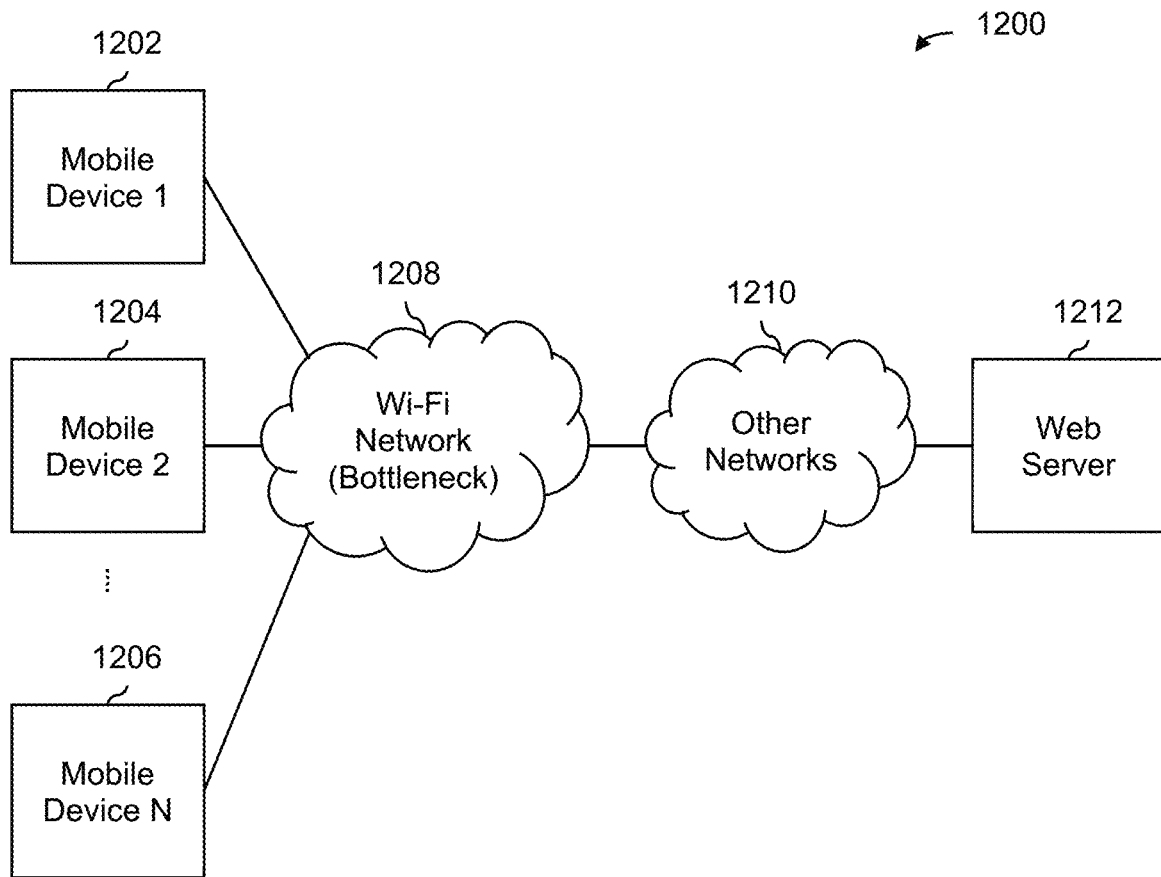 1200
1202
Mobile
Device 1
1204
Mobile
Device 2
...
1206
Mobile
Device N
1208
Wi-Fi
Network
(Bottleneck)
1210
Other
Networks
1212
Web
Server